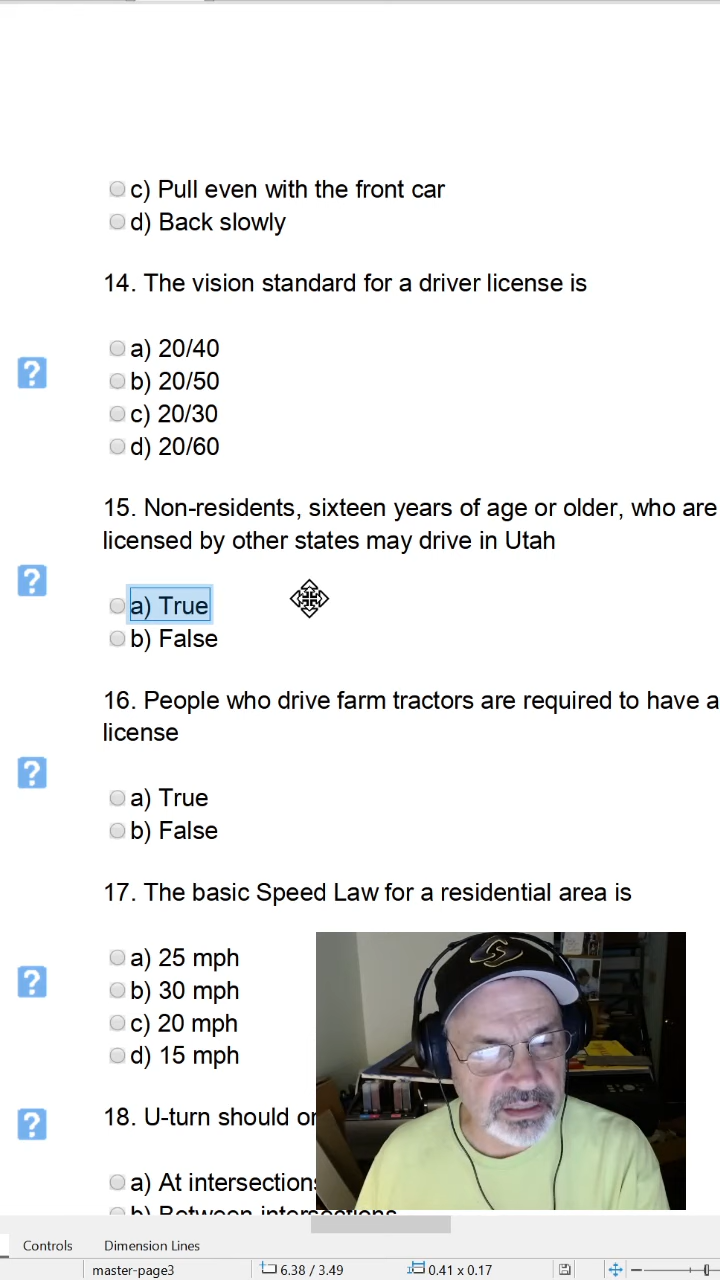 c) Pull even with the front car
d) Back slowly
14. The vision standard for a driver license is
a) 20/40
b) 20/50
c) 20/30
d) 20/60
15. Non-residents, sixteen years of age or older, who are
licensed by other states may drive in Utah
a) True
b) False
16. People who drive farm tractors are required to have a
license
a) True
b) False
17. The basic Speed Law for a residential area is
a) 25 mph
b) 30 mph
c) 20 mph
d) 15 mph
18. U-turn should
a) At intersections
b) Between intersections
Controls Dimension Lines
master-page3 6.38 / 3.49 0.41 x 0.17